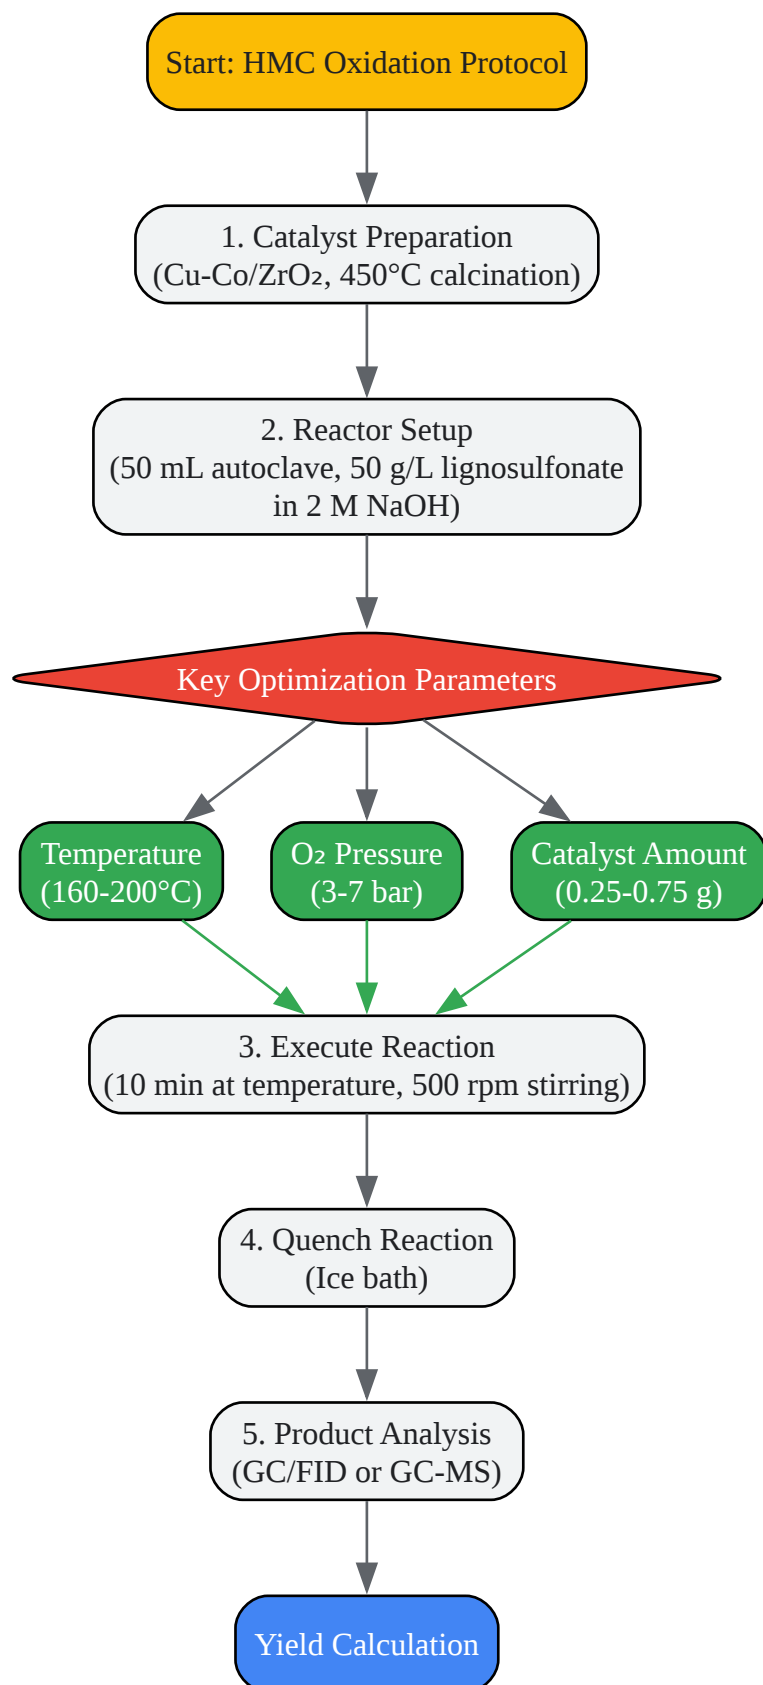 Start: HMC Oxidation Protocol
1. Catalyst Preparation
(Cu-Co/ZrO₂, 450°C calcination)
2. Reactor Setup
(50 mL autoclave, 50 g/L lignosulfonate
in 2 M NaOH)
Key Optimization Parameters
Temperature
(160-200°C)
O₂ Pressure
(3-7 bar)
Catalyst Amount
(0.25-0.75 g)
3. Execute Reaction
(10 min at temperature, 500 rpm stirring)
4. Quench Reaction
(Ice bath)
5. Product Analysis
(GC/FID or GC-MS)
Yield Calculation